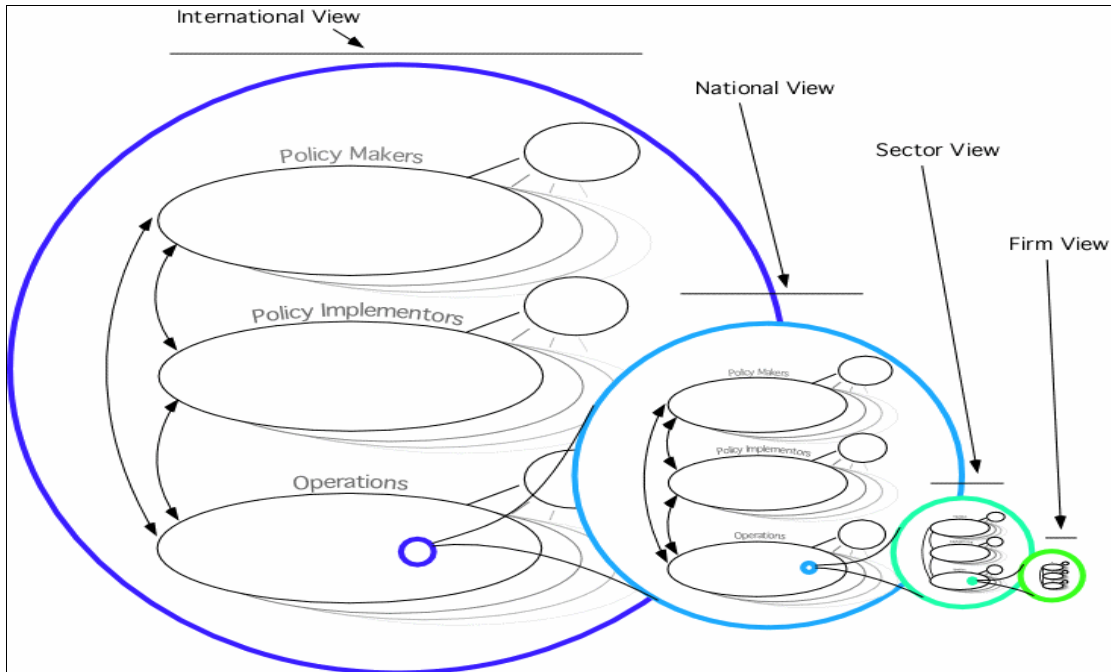 International View
National View
Sector View
Firm View
Policy Makers
Policy Implementors
Operations
Policy Makers
Policy Implementors
Operations